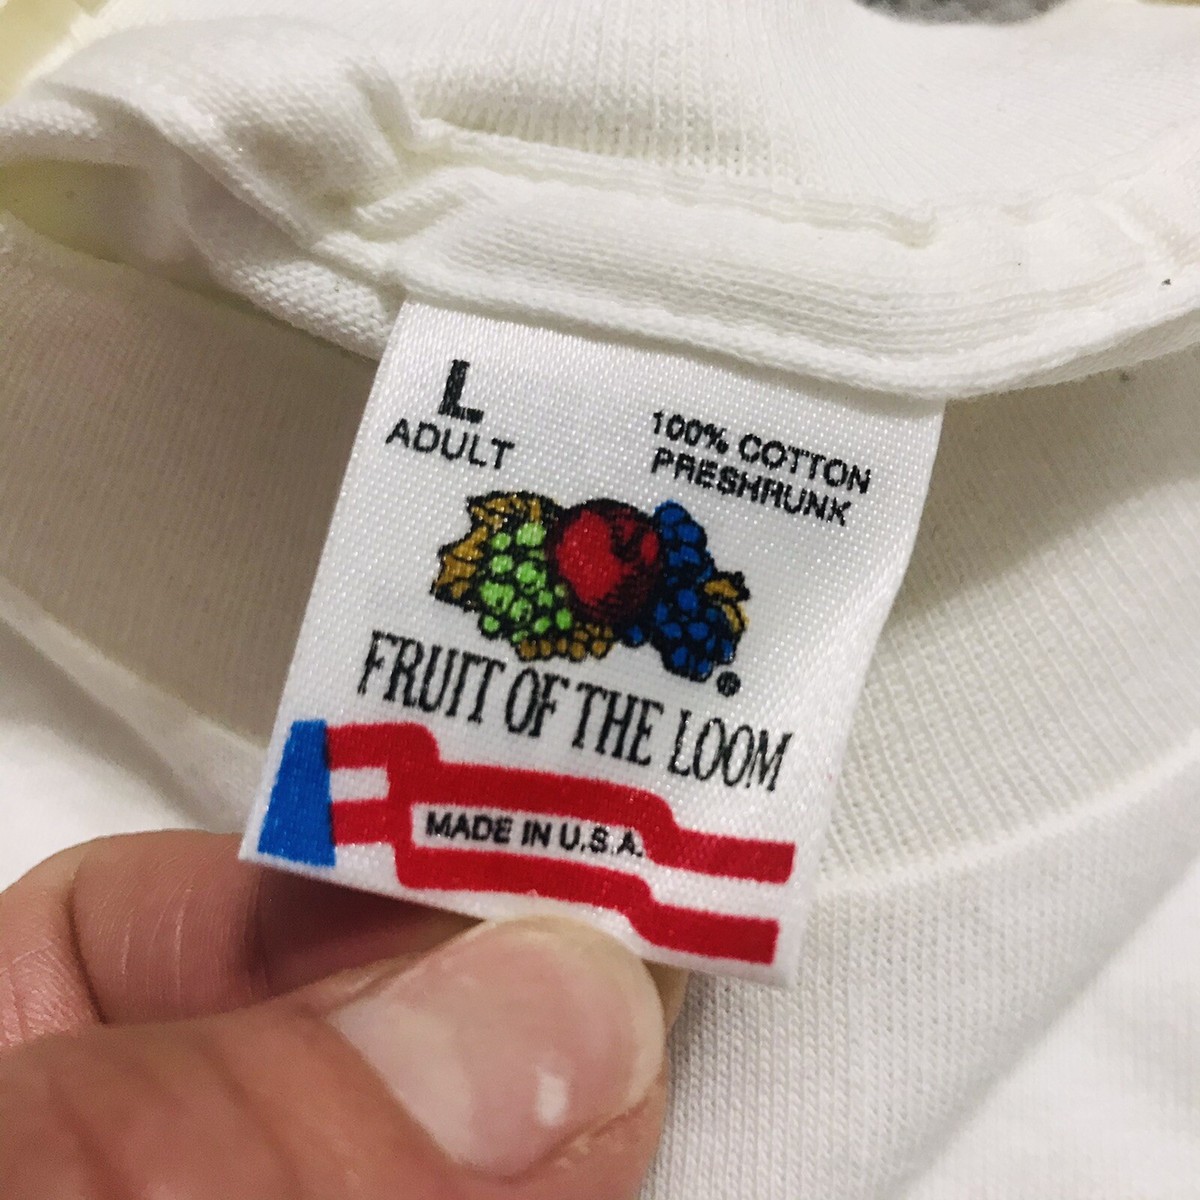 L
ADULT
100% COTTON
PRESHRUNK
®
FRUIT OF THE LOOM
MADE IN U.S.A.